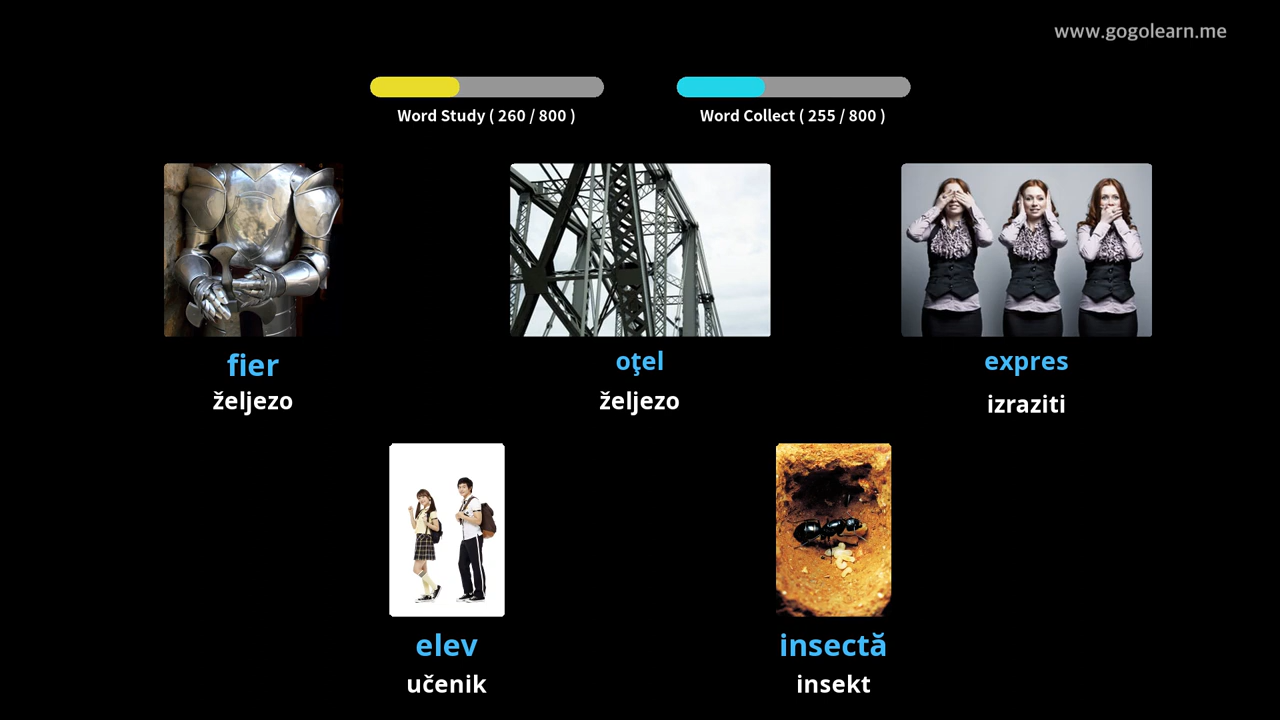 www.gogolearn.me
Word Study ( 260 / 800 )
Word Collect ( 255 / 800 )
fier
oţel
expres
željezo
željezo
izraziti
elev
insectă
učenik
insekt